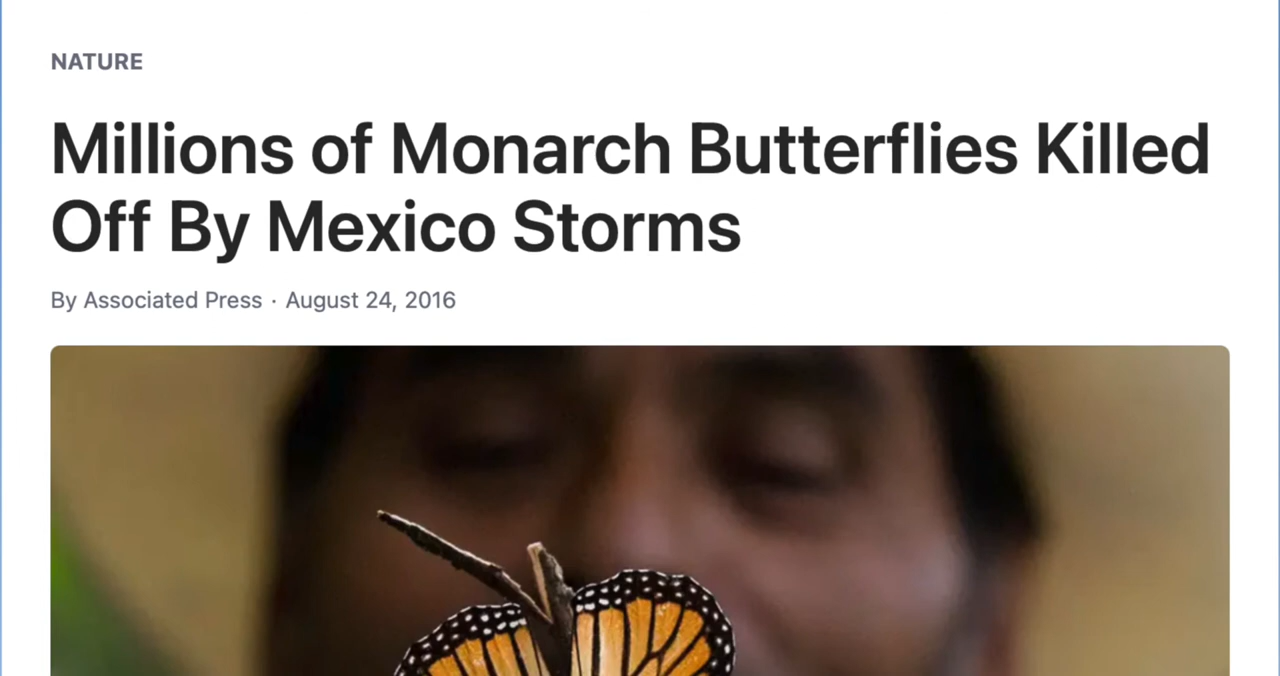 NATURE
Millions of Monarch Butterflies Killed
Off By Mexico Storms
By Associated Press · August 24, 2016